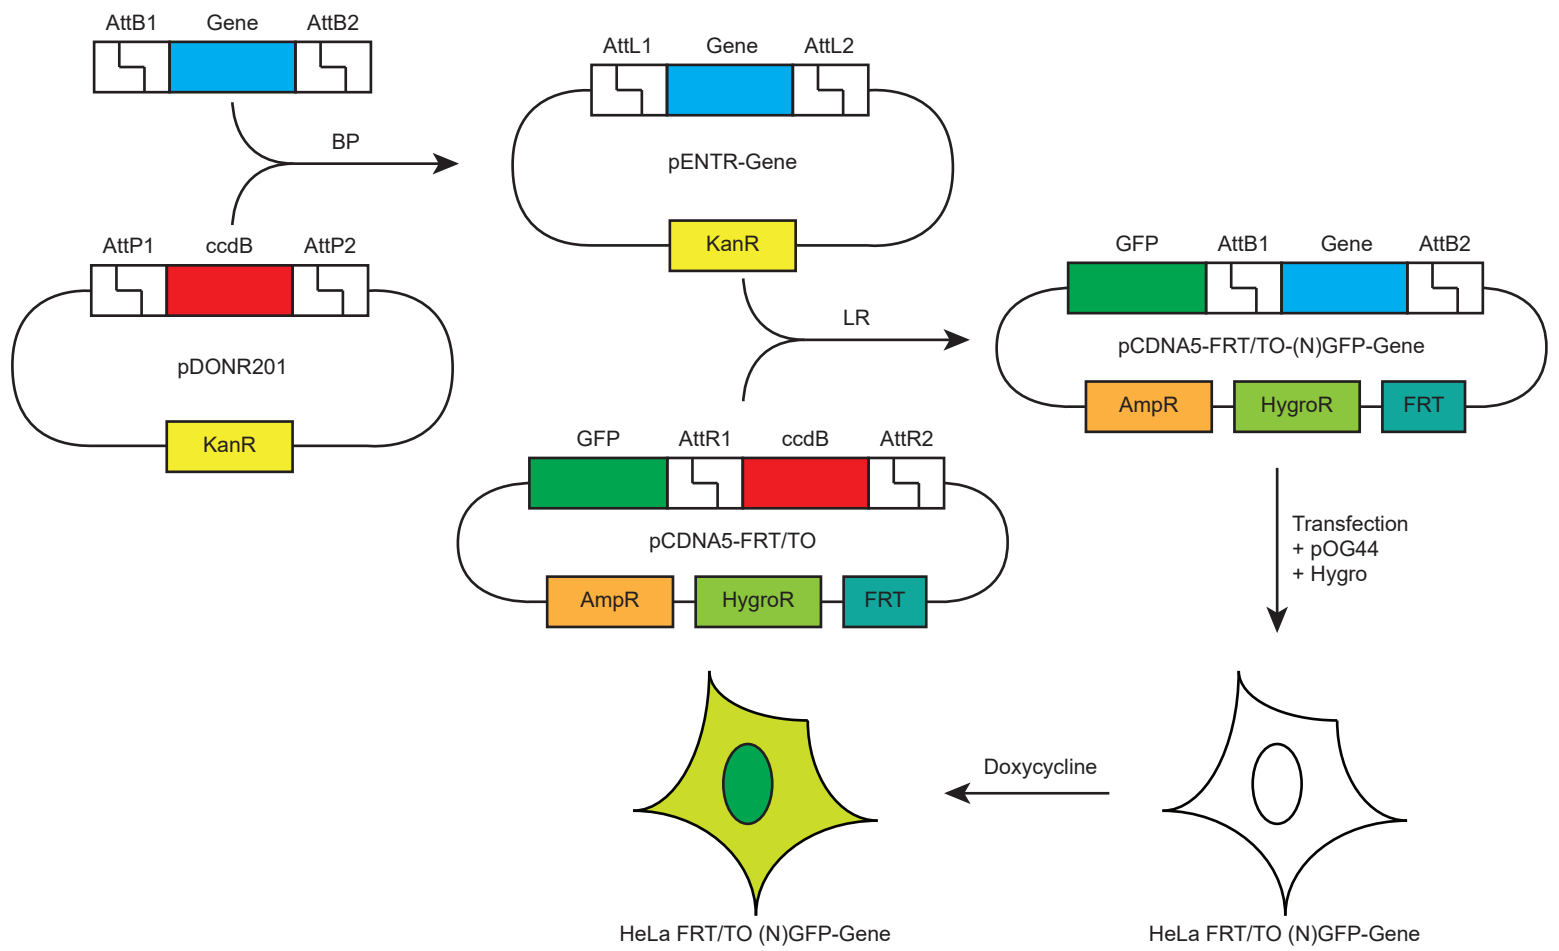 AttB1 Gene AttB2
BP
AttP1 ccdB AttP2
pDONR201
KanR
AttL1 Gene AttL2
pENTR-Gene
KanR
LR
GFP AttR1 ccdB AttR2
pCDNA5-FRT/TO
AmpR HygroR FRT
GFP AttB1 Gene AttB2
pCDNA5-FRT/TO-(N)GFP-Gene
AmpR HygroR FRT
Transfection
+ pOG44
+ Hygro
Doxycycline
HeLa FRT/TO (N)GFP-Gene
HeLa FRT/TO (N)GFP-Gene